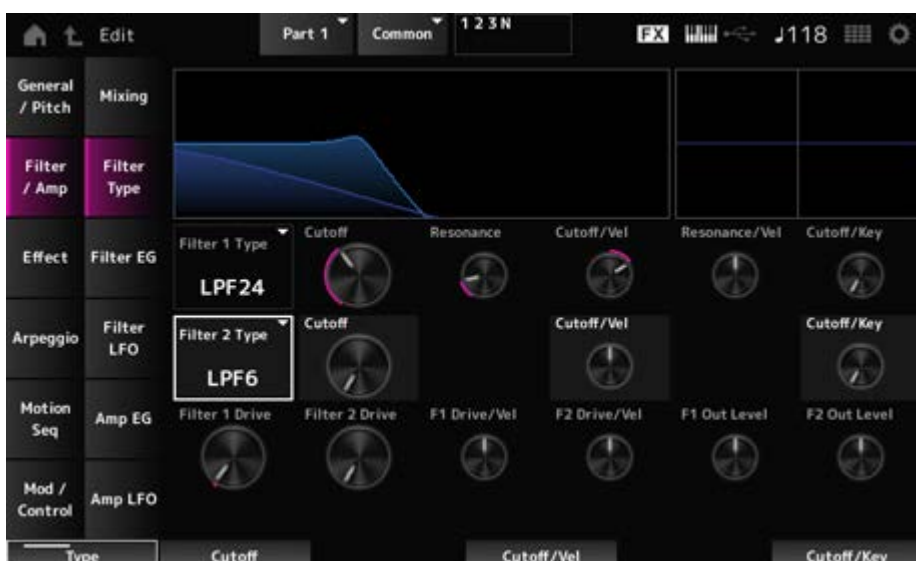 Edit
Part 1
Common
1 2 3 N
FX
♩118
General / Pitch
Mixing
Filter / Amp
Filter Type
Effect
Filter EG
Arpeggio
Filter LFO
Motion Seq
Amp EG
Mod / Control
Amp LFO
Filter 1 Type
LPF24
Cutoff
Resonance
Cutoff/Vel
Resonance/Vel
Cutoff/Key
Filter 2 Type
LPF6
Cutoff
Cutoff/Vel
Cutoff/Key
Filter 1 Drive
Filter 2 Drive
F1 Drive/Vel
F2 Drive/Vel
F1 Out Level
F2 Out Level
Type
Cutoff
Cutoff/Vel
Cutoff/Key